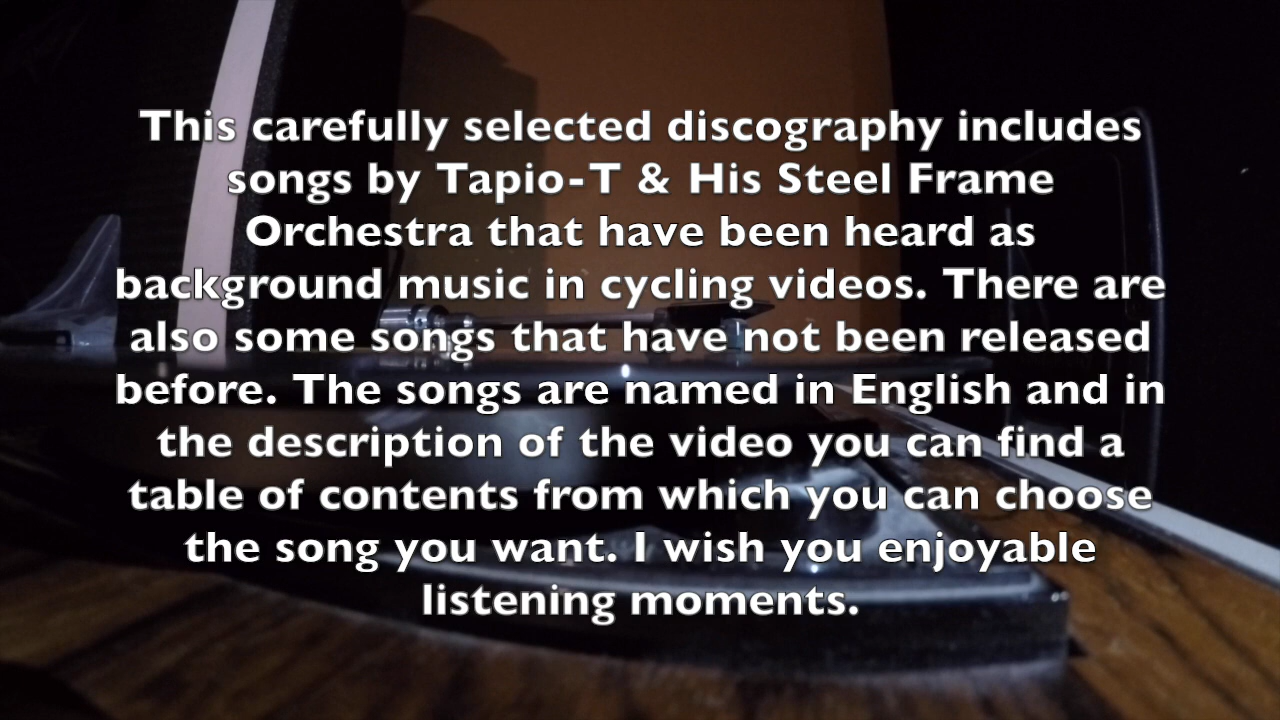 This carefully selected discography includes
songs by Tapio-T & His Steel Frame
Orchestra that have been heard as
background music in cycling videos. There are
also some songs that have not been released
before. The songs are named in English and in
the description of the video you can find a
table of contents from which you can choose
the song you want. I wish you enjoyable
listening moments.